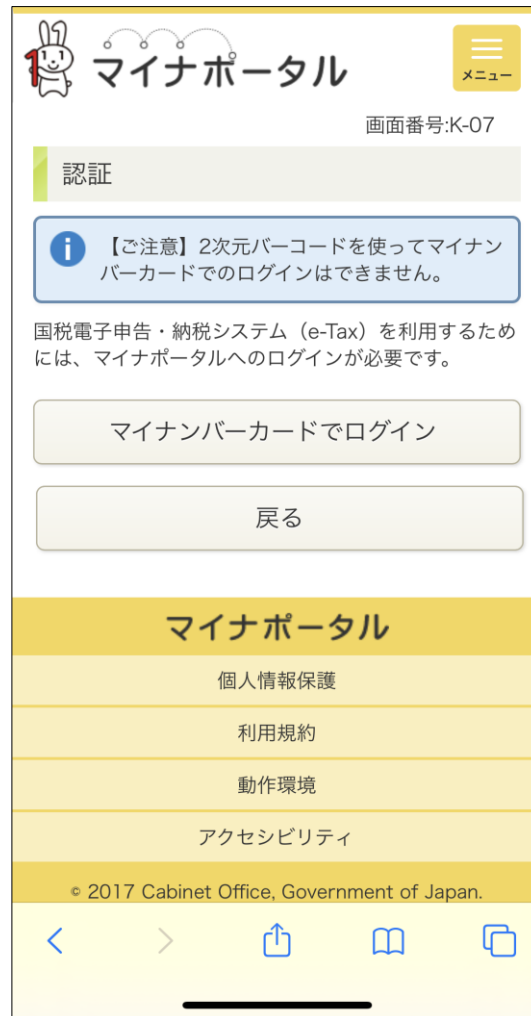 マイナポータル
メニュー
画面番号:K-07
認証
【ご注意】2次元バーコードを使ってマイナン
バーカードでのログインはできません。
国税電子申告・納税システム（e-Tax）を利用するため
には、マイナポータルへのログインが必要です。
マイナンバーカードでログイン
戻る
マイナポータル
個人情報保護
利用規約
動作環境
アクセシビリティ
© 2017 Cabinet Office, Government of Japan.